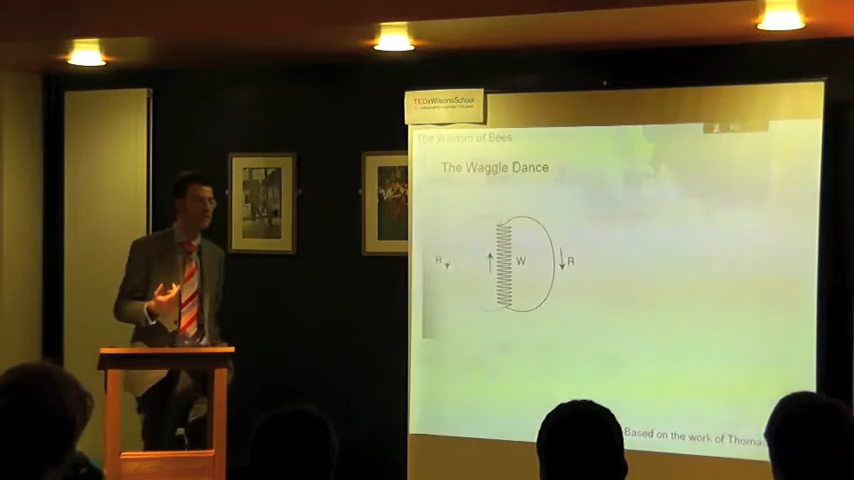 TEDxWilsonsSchool
The Wisdom of Bees
The Waggle Dance
R
W
R
Based on the work of Thomas